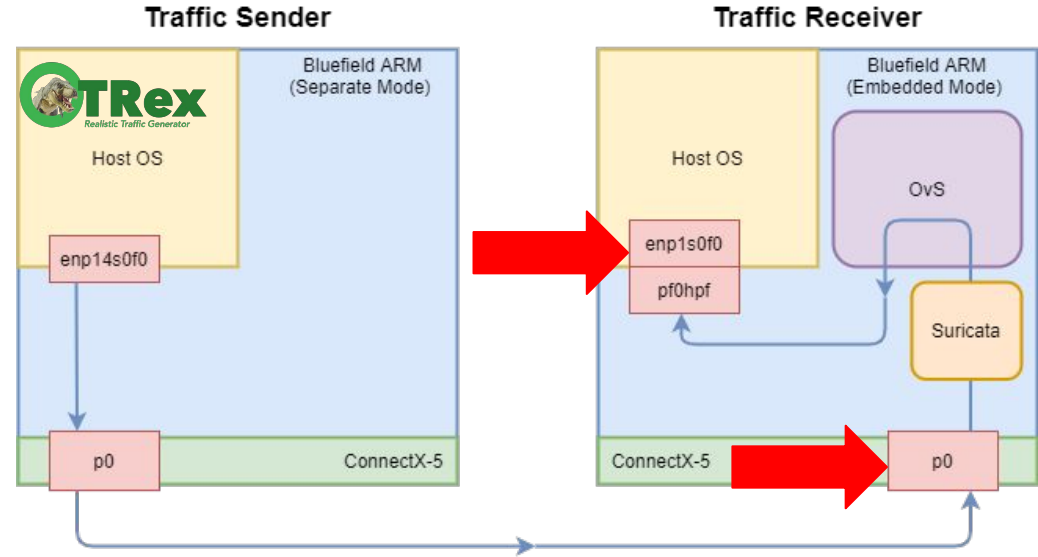 Traffic Sender
Bluefield ARM
(Separate Mode)
TRex
Realistic Traffic Generator
Host OS
enp14s0f0
p0
ConnectX-5
Traffic Receiver
Bluefield ARM
(Embedded Mode)
Host OS
OvS
enp1s0f0
pf0hpf
Suricata
ConnectX-5
p0